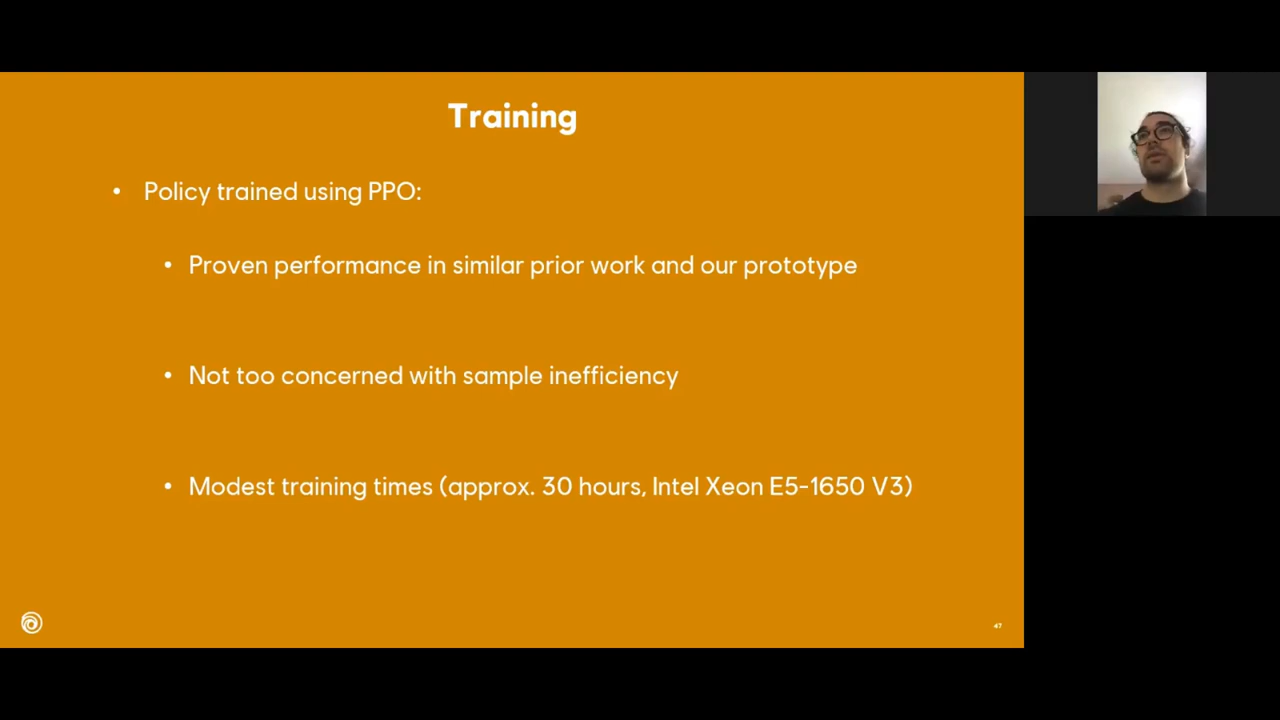 Training
• Policy trained using PPO:
• Proven performance in similar prior work and our prototype
• Not too concerned with sample inefficiency
• Modest training times (approx. 30 hours, Intel Xeon E5-1650 V3)
47